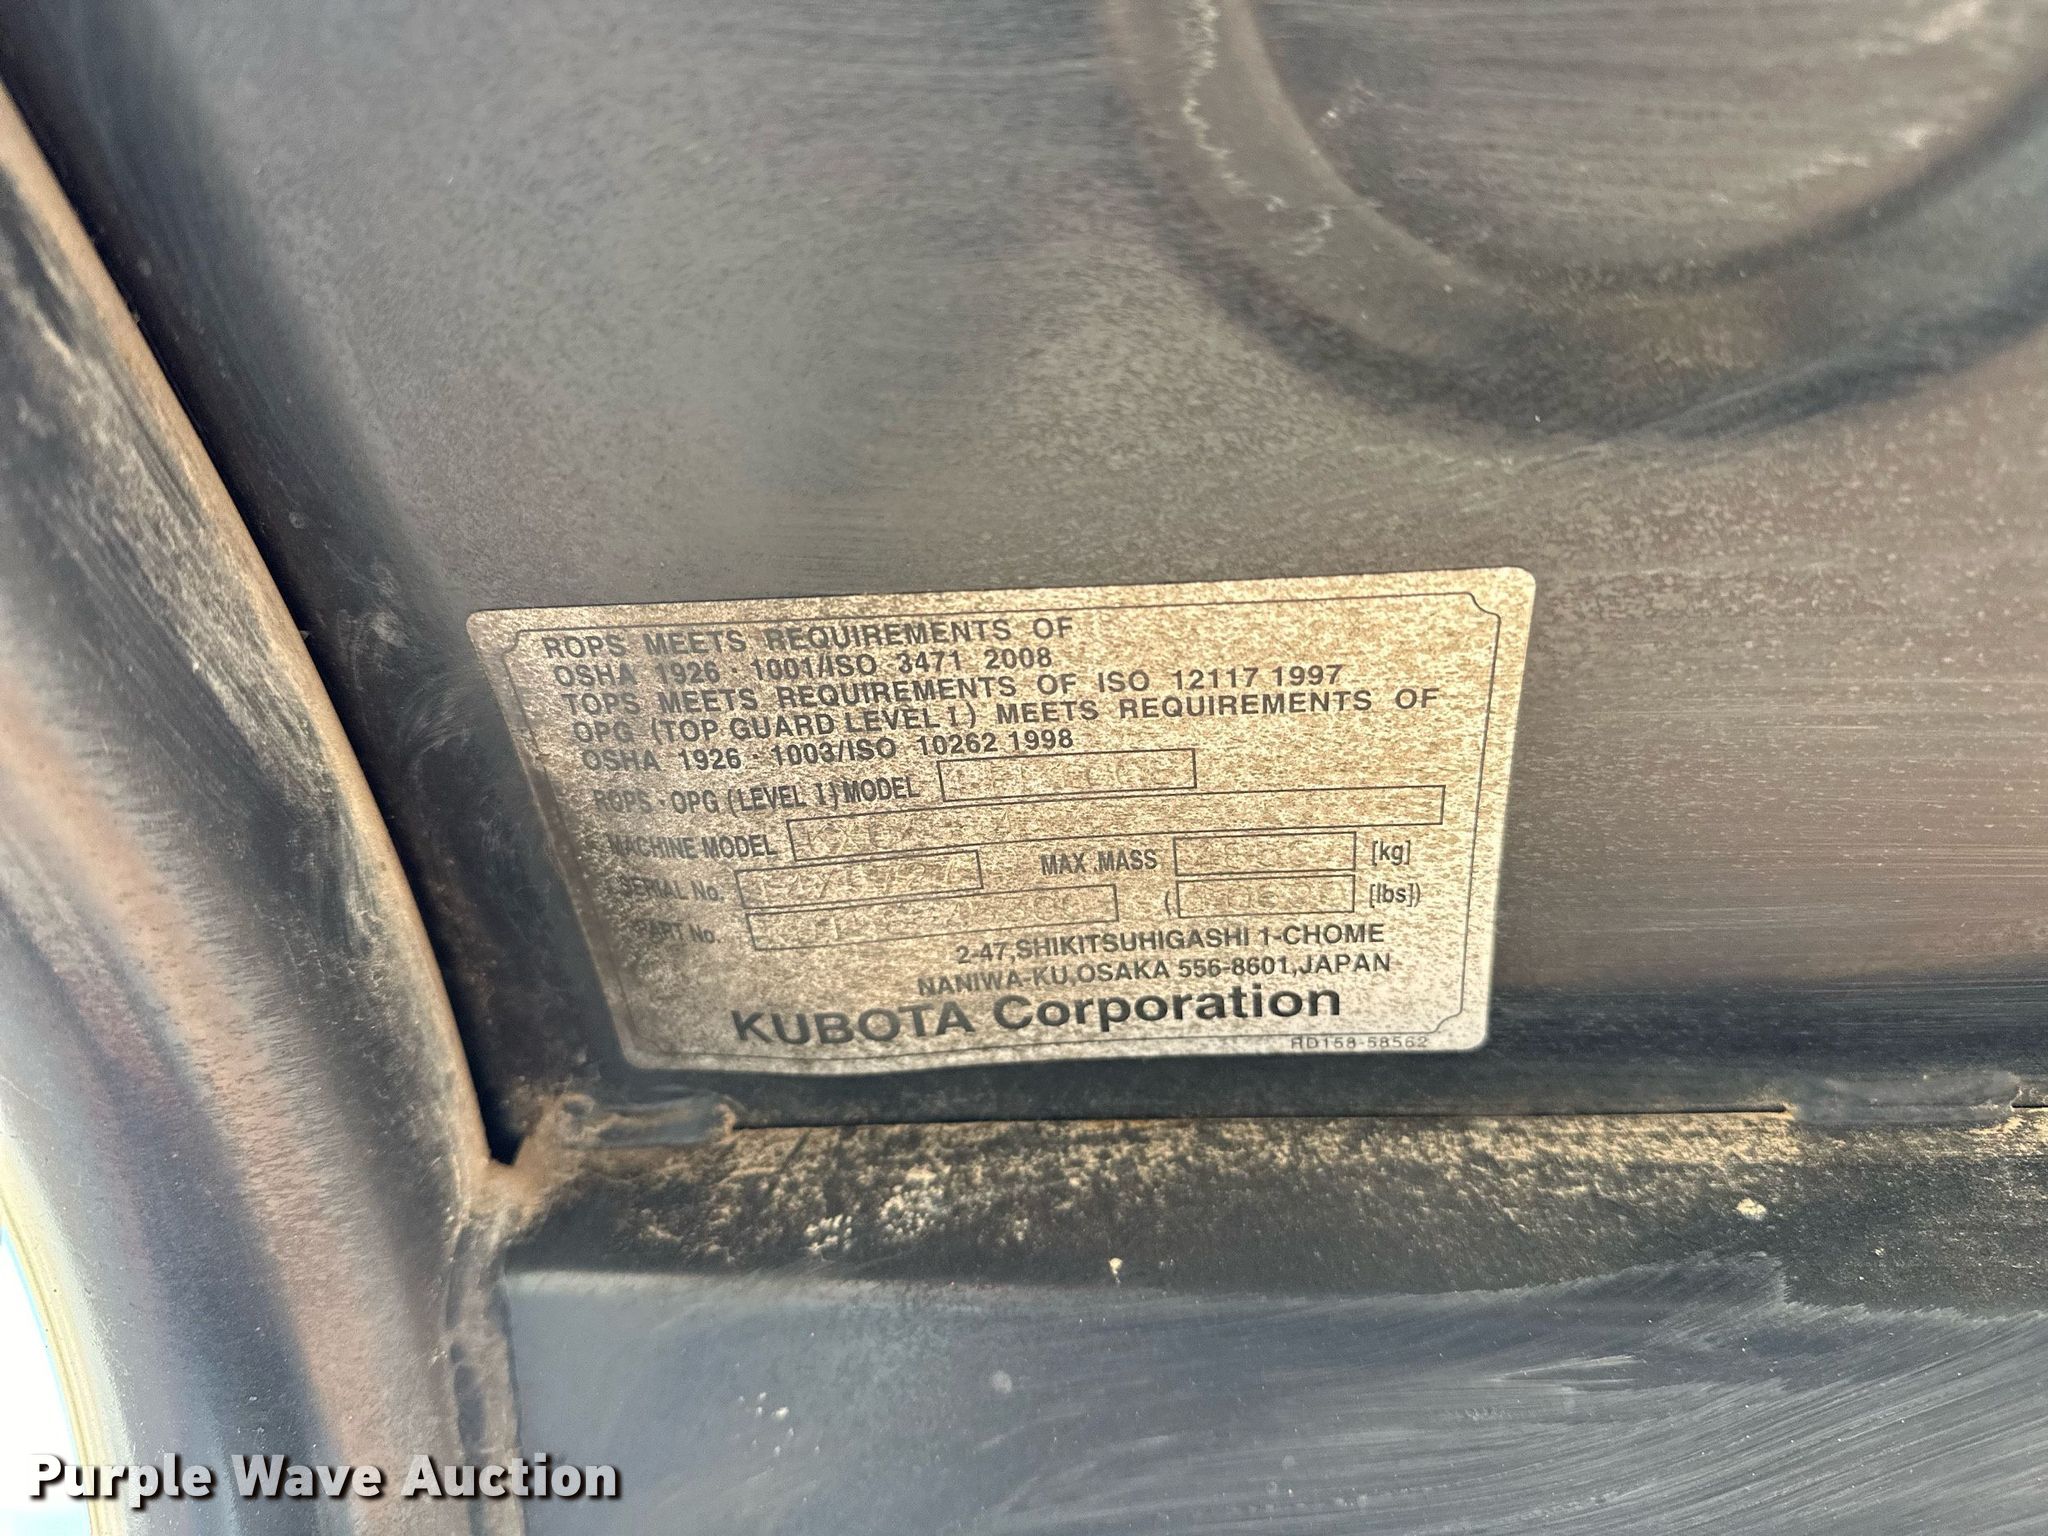 ROPS MEETS REQUIREMENTS OF
OSHA 1926 · 1001/ISO 3471 2008
TOPS MEETS REQUIREMENTS OF ISO 12117 1997
OPG (TOP GUARD LEVEL I) MEETS REQUIREMENTS OF
OSHA 1926 · 1003/ISO 10262 1998
ROPS · OPG (LEVEL I) MODEL
MACHINE MODEL
SERIAL No. MAX .MASS [kg]
PART No. ( [lbs])
2-47,SHIKITSUHIGASHI 1-CHOME
NANIWA-KU,OSAKA 556-8601,JAPAN
KUBOTA Corporation
RD158-58562
Purple Wave Auction